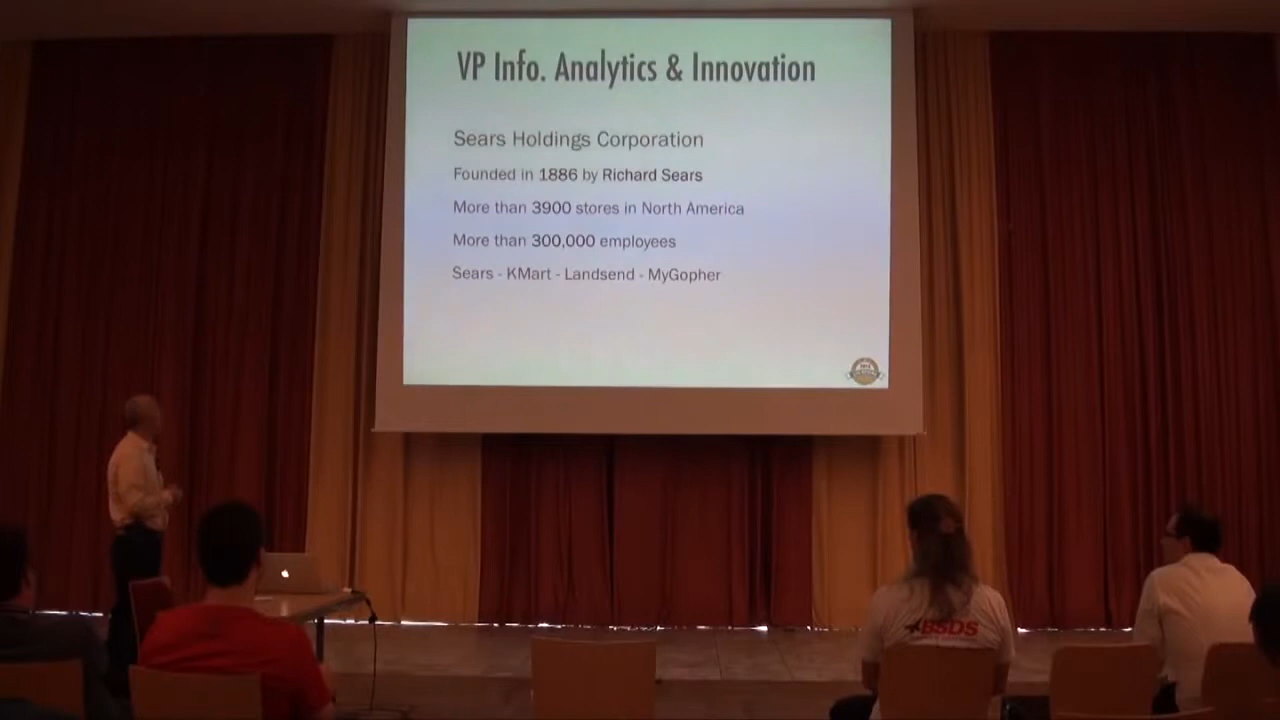 VP Info. Analytics & Innovation
Sears Holdings Corporation
Founded in 1886 by Richard Sears
More than 3900 stores in North America
More than 300,000 employees
Sears - KMart - Landsend - MyGopher
BSDS